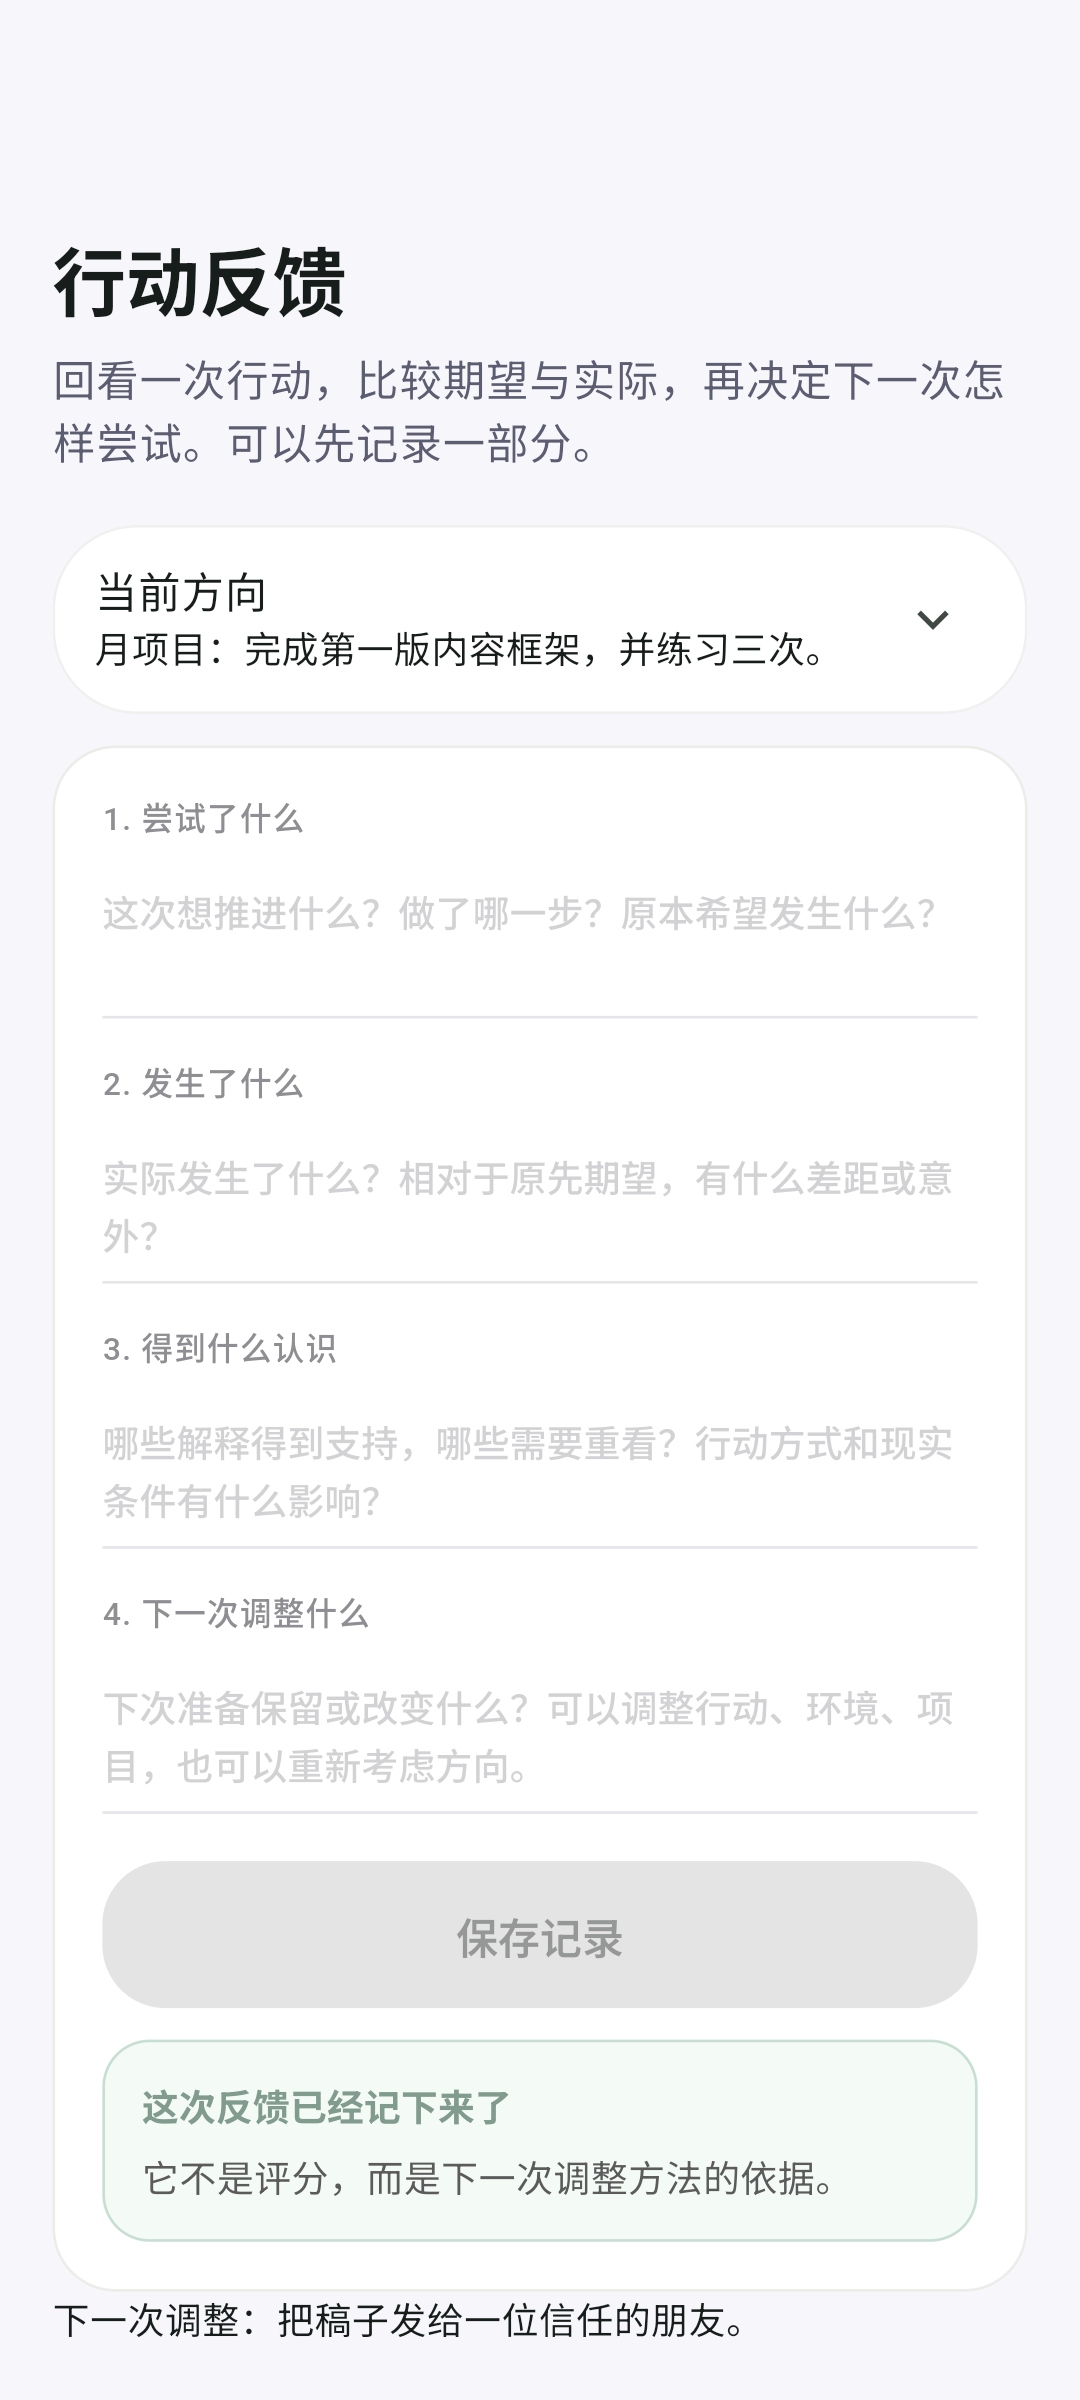 行动反馈
回看一次行动，比较期望与实际，再决定下一次怎
样尝试。可以先记录一部分。
当前方向
月项目：完成第一版内容框架，并练习三次。
1. 尝试了什么
这次想推进什么？做了哪一步？原本希望发生什么？
2. 发生了什么
实际发生了什么？相对于原先期望，有什么差距或意
外？
3. 得到什么认识
哪些解释得到支持，哪些需要重看？行动方式和现实
条件有什么影响？
4. 下一次调整什么
下次准备保留或改变什么？可以调整行动、环境、项
目，也可以重新考虑方向。
保存记录
这次反馈已经记下来了
它不是评分，而是下一次调整方法的依据。
下一次调整：把稿子发给一位信任的朋友。